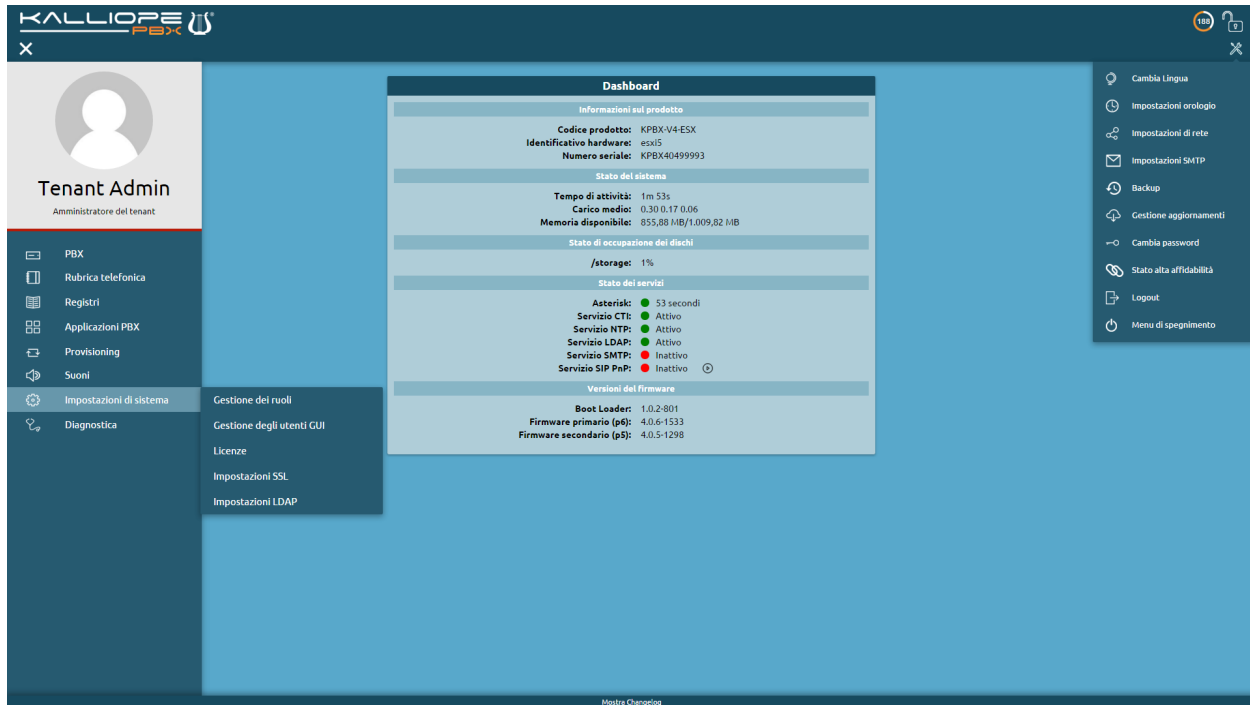 KALLIOPE
PBX
188
Tenant Admin
Amministratore del tenant
PBX
Rubrica telefonica
Registri
Applicazioni PBX
Provisioning
Suoni
Impostazioni di sistema
Diagnostica
Gestione dei ruoli
Gestione degli utenti GUI
Licenze
Impostazioni SSL
Impostazioni LDAP
Dashboard
Informazioni sul prodotto
Codice prodotto: KPBX-V4-ESX
Identificativo hardware: esxi5
Numero seriale: KPBX40499993
Stato del sistema
Tempo di attività: 1m 53s
Carico medio: 0.30 0.17 0.06
Memoria disponibile: 855,88 MB/1.009,82 MB
Stato di occupazione dei dischi
/storage: 1%
Stato dei servizi
Asterisk: 53 secondi
Servizio CTI: Attivo
Servizio NTP: Attivo
Servizio LDAP: Attivo
Servizio SMTP: Inattivo
Servizio SIP PnP: Inattivo
Versioni del firmware
Boot Loader: 1.0.2-801
Firmware primario (p6): 4.0.6-1533
Firmware secondario (p5): 4.0.5-1298
Cambia Lingua
Impostazioni orologio
Impostazioni di rete
Impostazioni SMTP
Backup
Gestione aggiornamenti
Cambia password
Stato alta affidabilità
Logout
Menu di spegnimento
Mostra Changelog